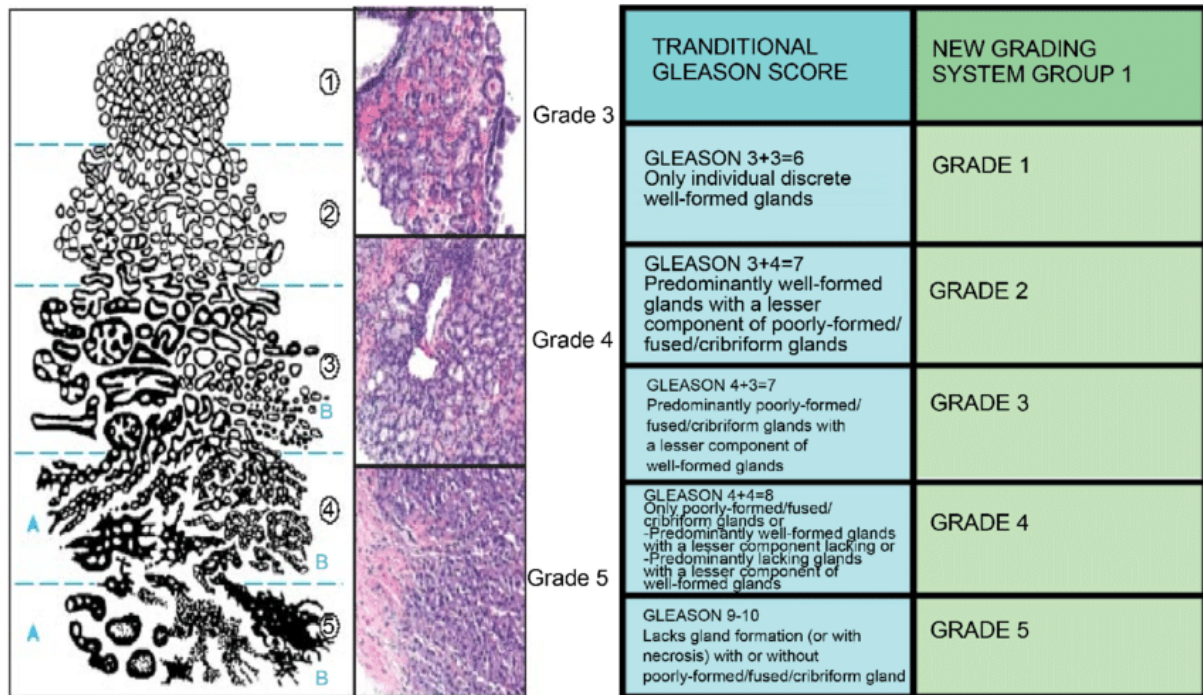 1
2
3
B
4
A
B
5
A
B
Grade 3
Grade 4
Grade 5
TRANDITIONAL
GLEASON SCORE
NEW GRADING
SYSTEM GROUP 1
GLEASON 3+3=6
Only individual discrete
well-formed glands
GRADE 1
GLEASON 3+4=7
Predominantly well-formed
glands with a lesser
component of poorly-formed/
fused/cribriform glands
GRADE 2
GLEASON 4+3=7
Predominantly poorly-formed/
fused/cribriform glands with
a lesser component of
well-formed glands
GRADE 3
GLEASON 4+4=8
Only poorly-formed/fused/
cribriform glands or
-Predominantly well-formed glands
with a lesser component lacking or
-Predominantly lacking glands
with a lesser component of
well-formed glands
GRADE 4
GLEASON 9-10
Lacks gland formation (or with
necrosis) with or without
poorly-formed/fused/cribriform gland
GRADE 5